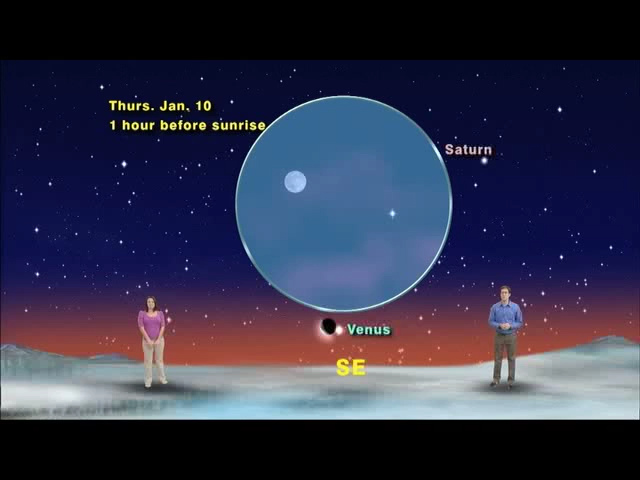 Thurs. Jan. 10
1 hour before sunrise
Saturn
Venus
SE